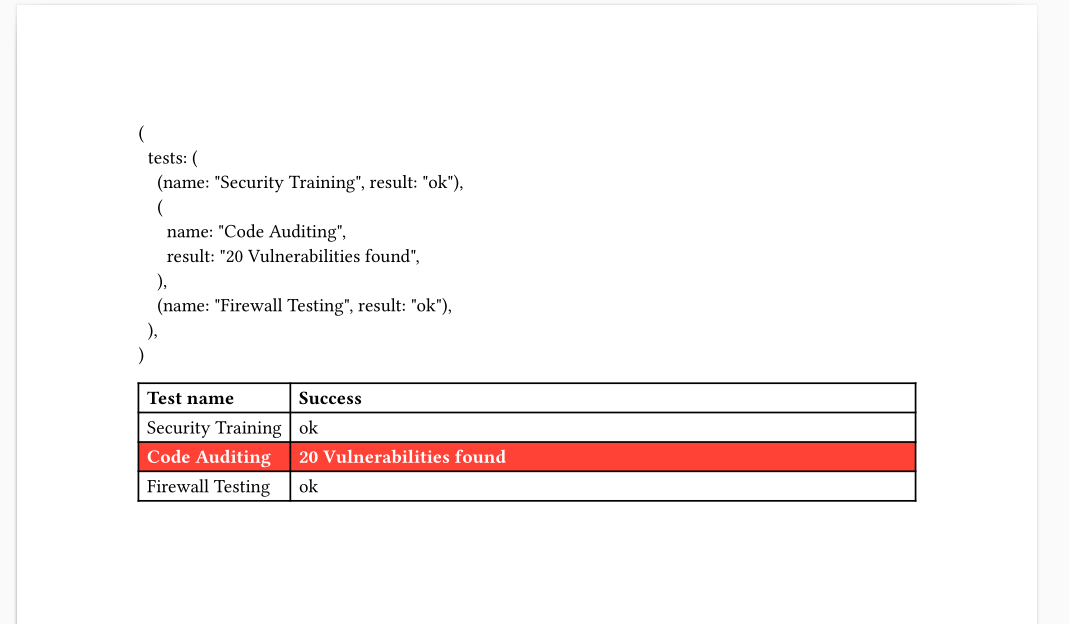 (
tests: (
(name: "Security Training", result: "ok"),
(
name: "Code Auditing",
result: "20 Vulnerabilities found",
),
(name: "Firewall Testing", result: "ok"),
),
)
Test name Success
Security Training ok
Code Auditing 20 Vulnerabilities found
Firewall Testing ok